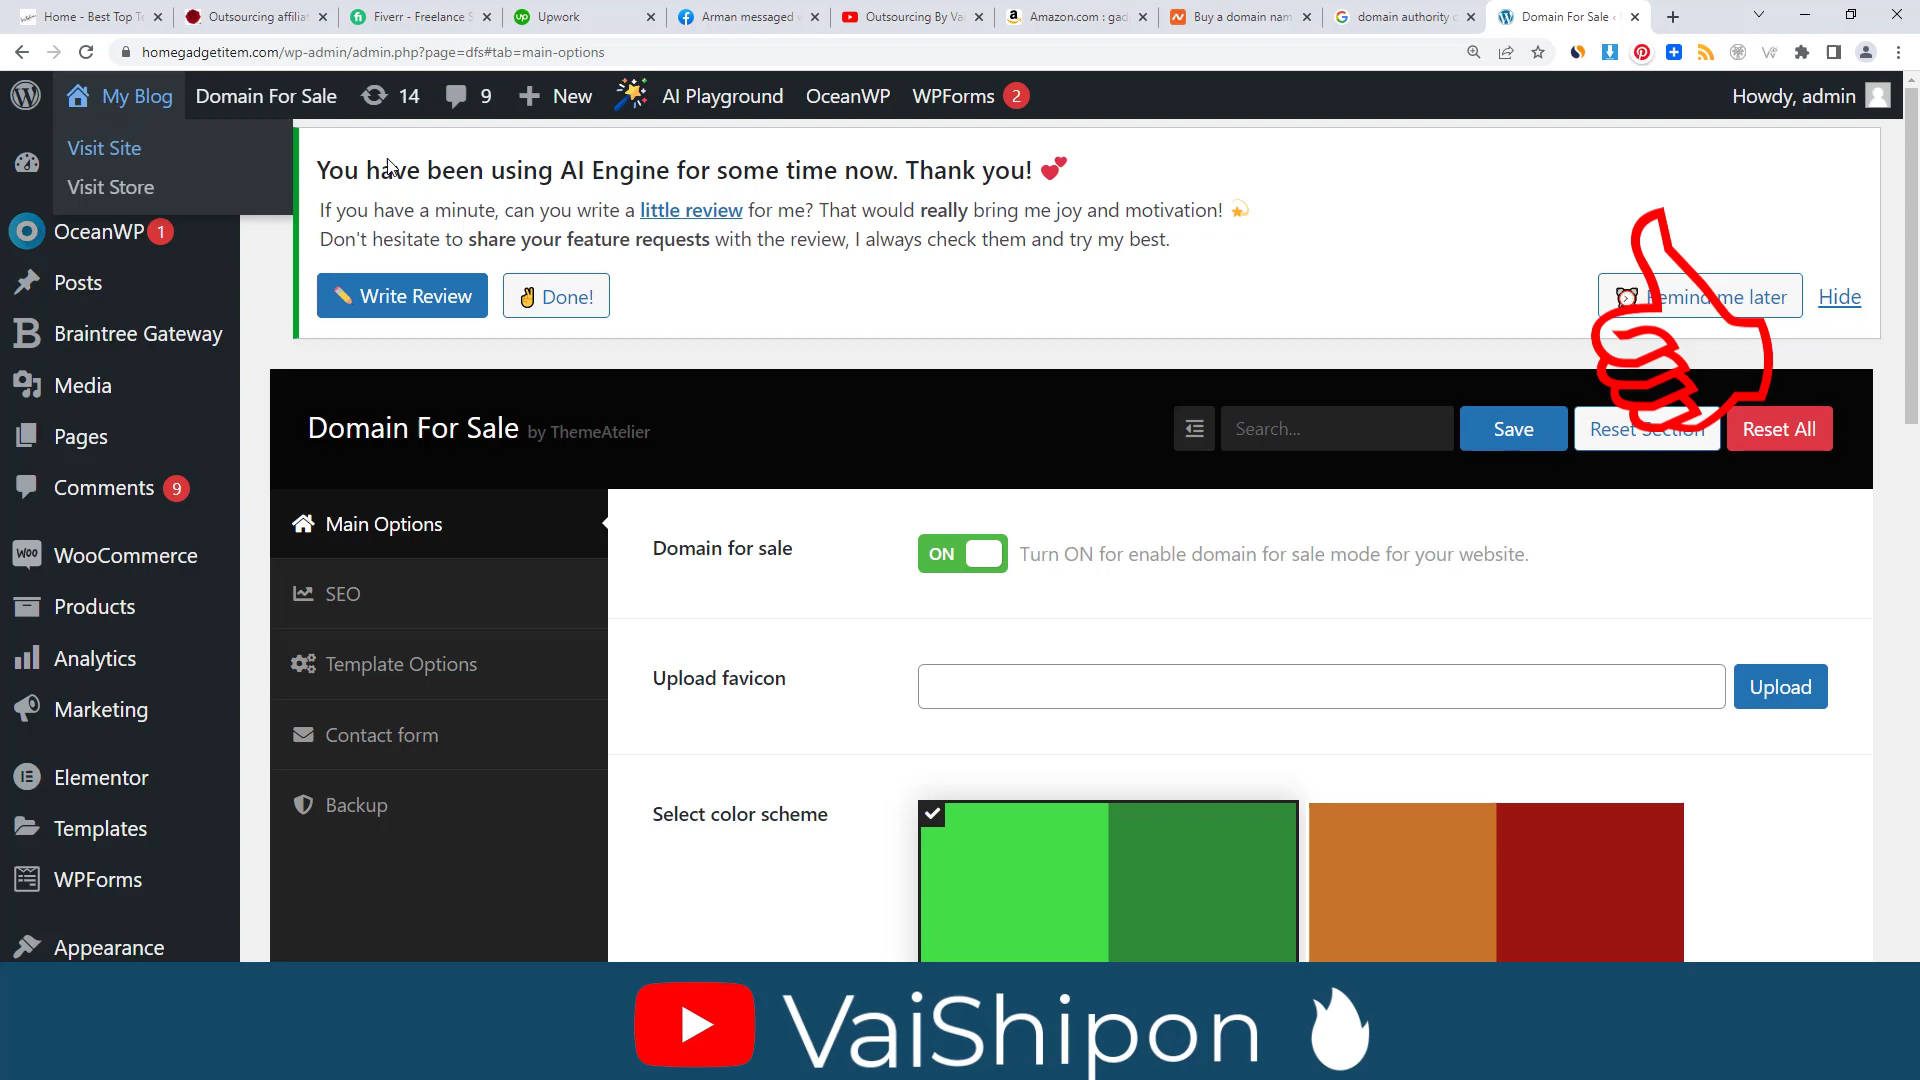 Home - Best Top T
Outsourcing affiliat
Fiverr - Freelance S
Upwork
Arman messaged
Outsourcing By Va
Amazon.com : gad
Buy a domain nam
domain authority c
Domain For Sale ‹
homegadgetitem.com/wp-admin/admin.php?page=dfs#tab=main-options
My Blog
Domain For Sale
14
9
New
AI Playground
OceanWP
WPForms 2
Howdy, admin
Visit Site
Visit Store
OceanWP 1
Posts
Braintree Gateway
Media
Pages
Comments 9
WooCommerce
Products
Analytics
Marketing
Elementor
Templates
WPForms
Appearance
You have been using AI Engine for some time now. Thank you! 💕
If you have a minute, can you write a little review for me? That would really bring me joy and motivation! 💫
Don't hesitate to share your feature requests with the review, I always check them and try my best.
✏️ Write Review
✌️ Done!
⏰ Remind me later
Hide
Domain For Sale by ThemeAtelier
Search...
Save
Reset Section
Reset All
Main Options
SEO
Template Options
Contact form
Backup
Domain for sale
ON
Turn ON for enable domain for sale mode for your website.
Upload favicon
Upload
Select color scheme
VaiShipon